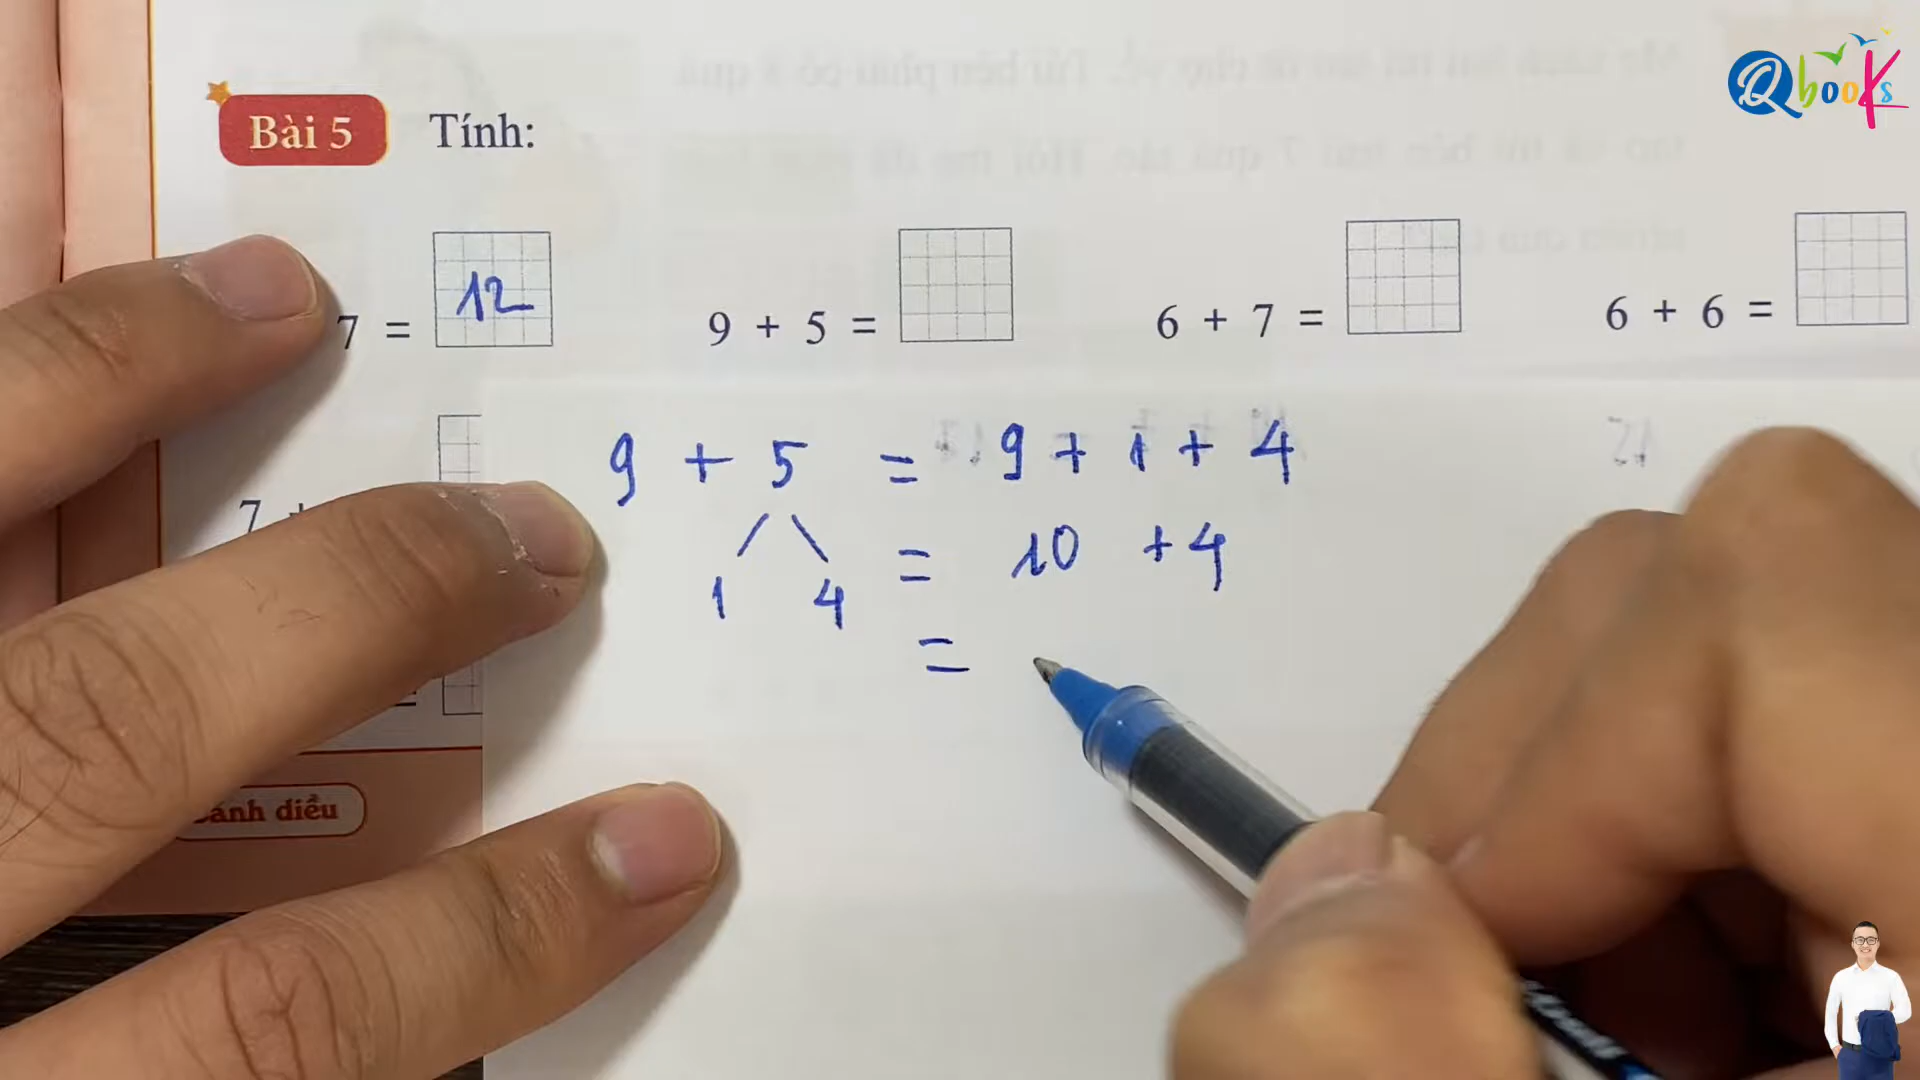 Qbooks
Bài 5 Tính:
7 = 12 9 + 5 = 6 + 7 = 6 + 6 =
9 + 5 = 9 + 1 + 4
7 +
1 4 = 10 + 4
=
=
ánh diều